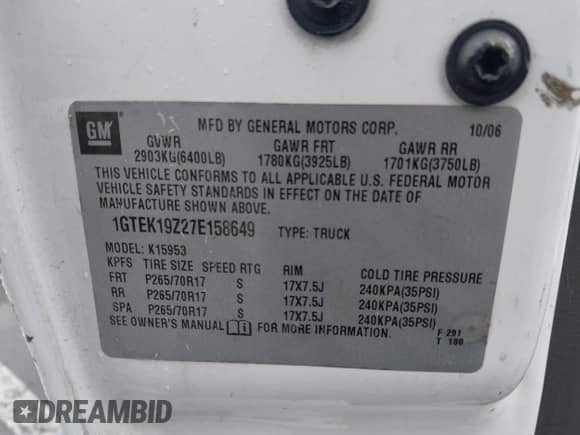 GM
MFD BY GENERAL MOTORS CORP. 10/06
GVWR GAWR FRT GAWR RR
2903KG(6400LB) 1780KG(3925LB) 1701KG(3750LB)
THIS VEHICLE CONFORMS TO ALL APPLICABLE U.S. FEDERAL MOTOR
VEHICLE SAFETY STANDARDS IN EFFECT ON THE DATE OF
MANUFACTURE SHOWN ABOVE.
1GTEK19Z27E158649 TYPE: TRUCK
MODEL: K15953
KPFS TIRE SIZE SPEED RTG RIM COLD TIRE PRESSURE
FRT P265/70R17 S 17X7.5J 240KPA(35PSI)
RR P265/70R17 S 17X7.5J 240KPA(35PSI)
SPA P265/70R17 S 17X7.5J 240KPA(35PSI)
SEE OWNER'S MANUAL FOR MORE INFORMATION. F 291
T 180
DREAMBID